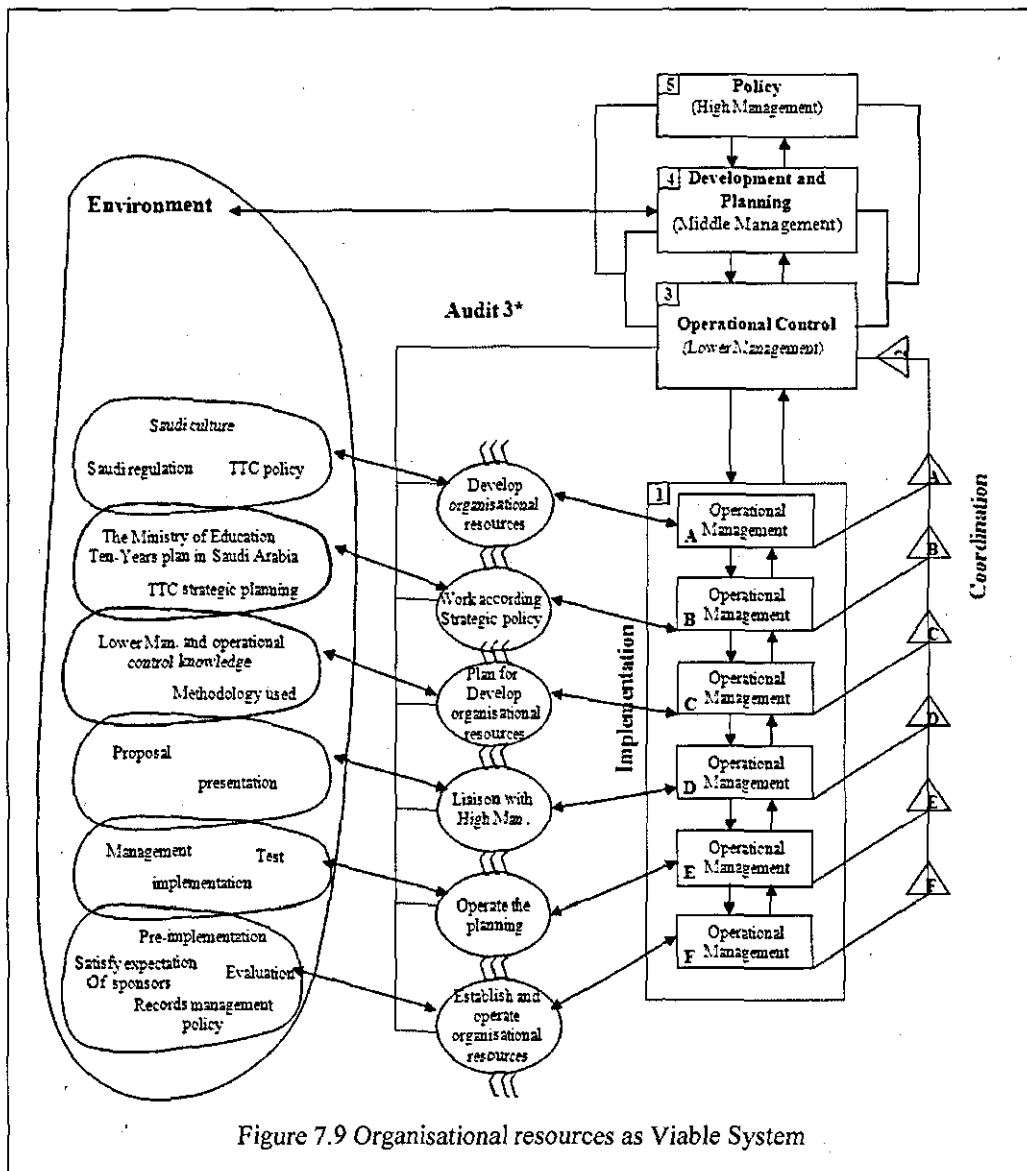 5
Policy
(High Management)
4
Development and
Planning
(Middle Management)
Environment
3
Operational Control
(Lower Management)
Audit 3*
2
Saudi culture
Saudi regulation TTC policy
The Ministry of Education
Ten-Years plan in Saudi Arabia
TTC strategic planning
Lower Man. and operational
control knowledge
Methodology used
Proposal
presentation
Management Test
implementation
Pre-implementation
Satisfy expectation
Of sponsors
Evaluation
Records management
policy
Develop
organisational
resources
Work according
Strategic policy
Plan for
Develop
organisational
resources
Liaison with
High Man.
Operate the
planning
Establish and
operate
organisational
resources
Implementation
1
Operational
Management
A
Operational
Management
B
Operational
Management
C
Operational
Management
D
Operational
Management
E
Operational
Management
F
A
B
C
D
E
F
Coordination
Figure 7.9 Organisational resources as Viable System